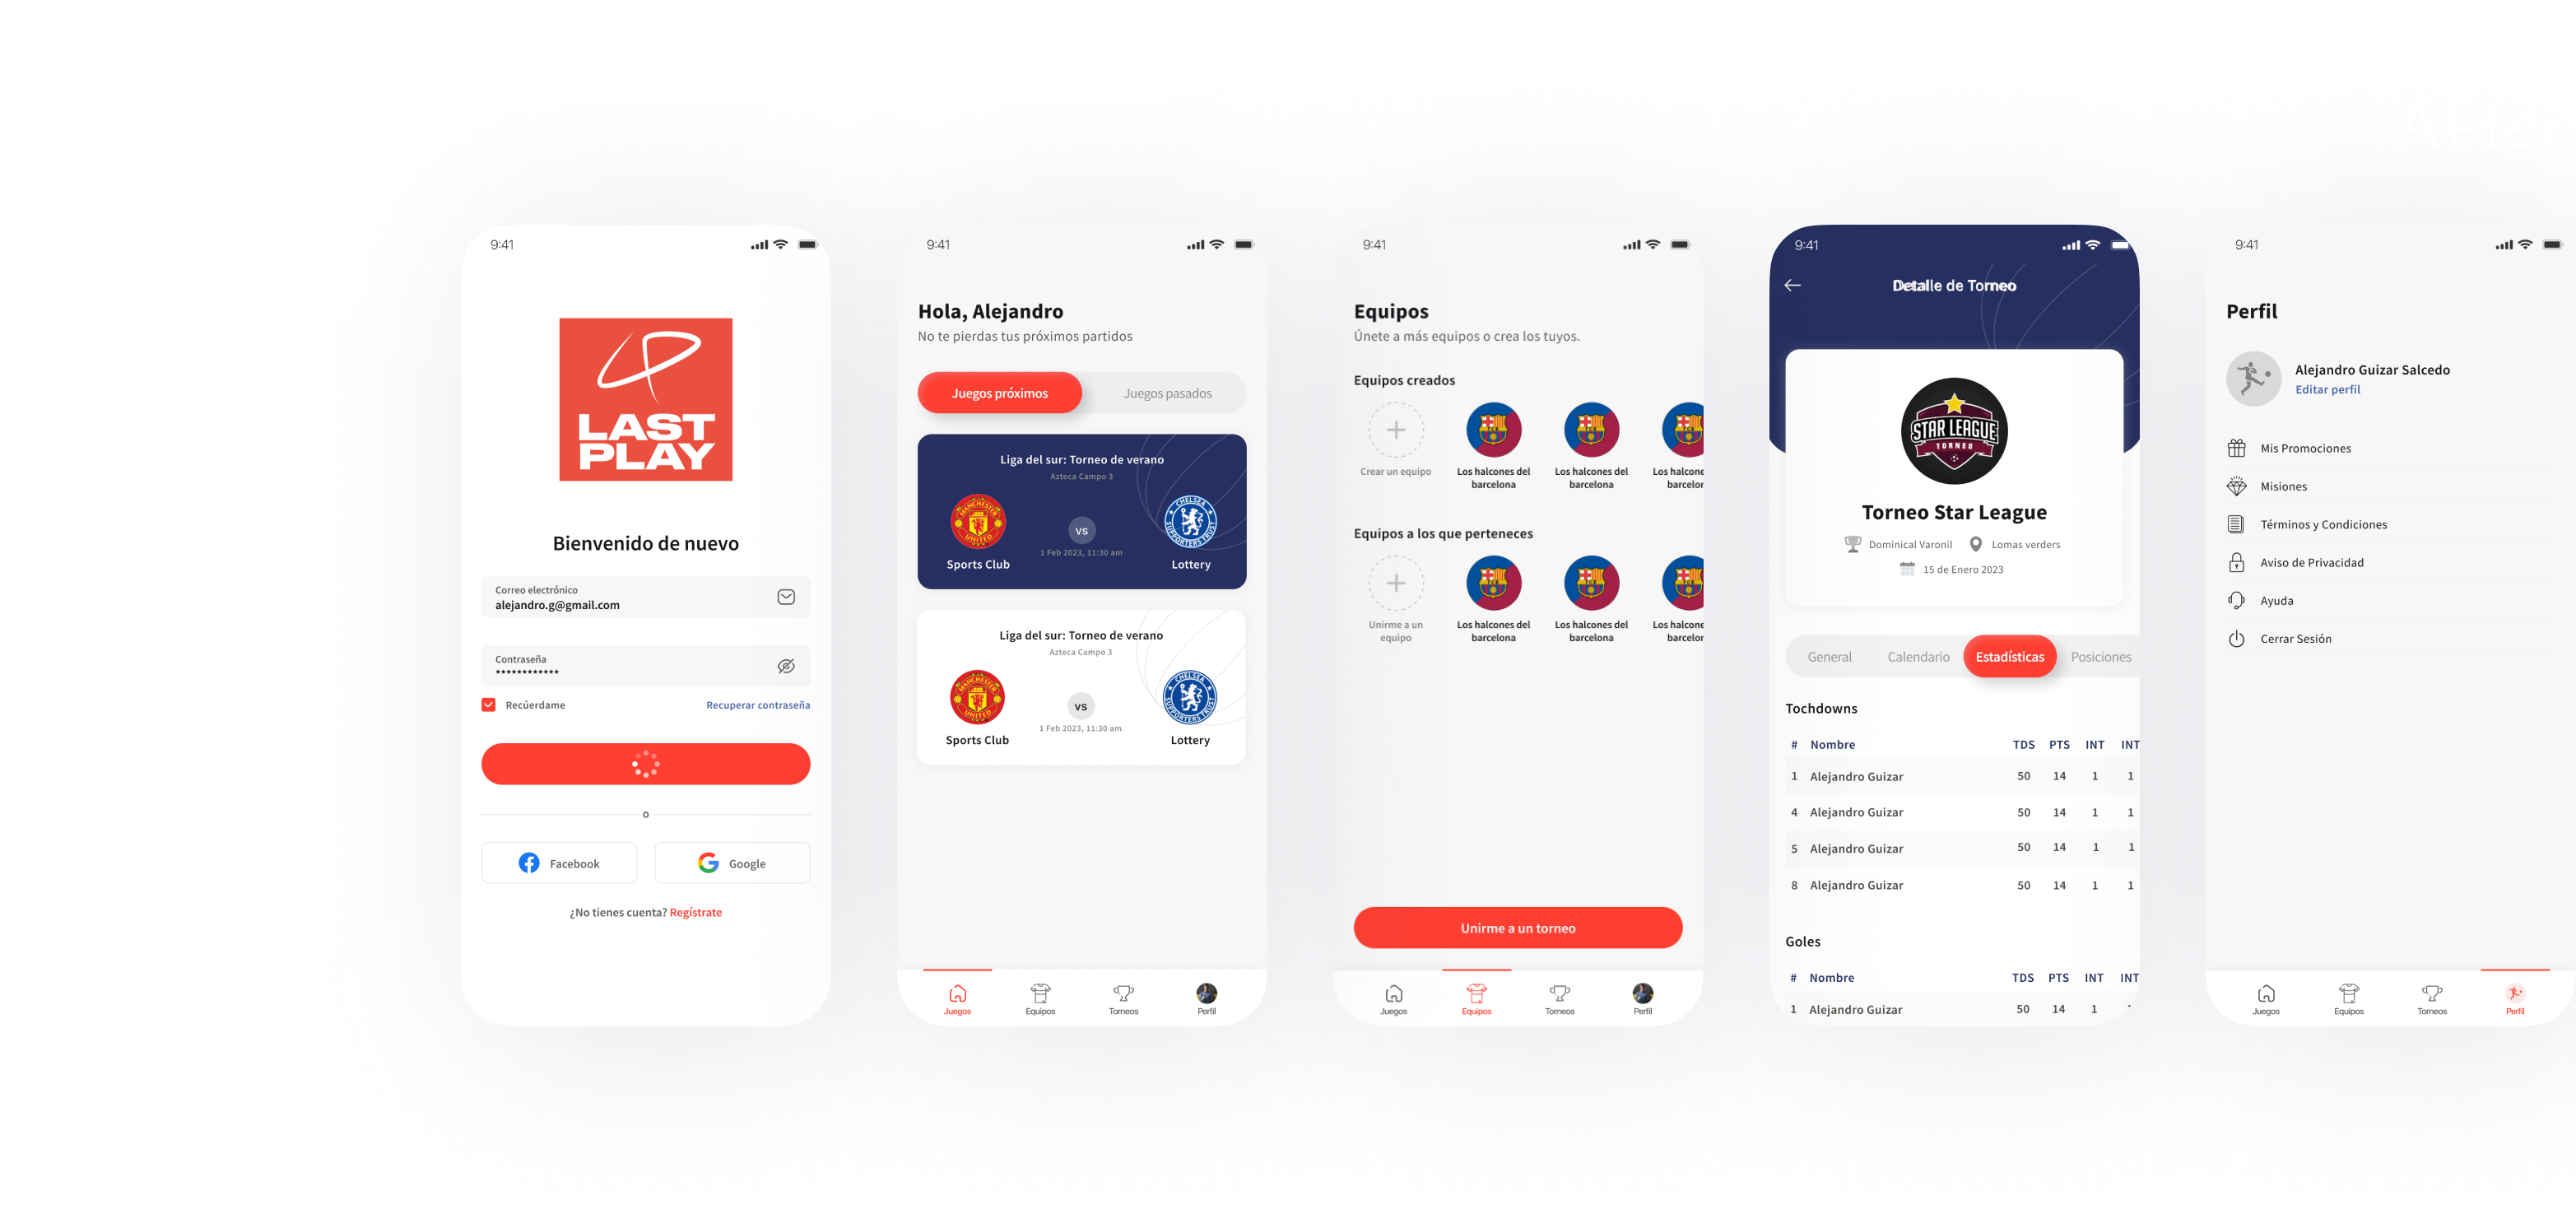 After
9:41
LAST
PLAY
Bienvenido de nuevo
Correo electrónico
alejandro.g@gmail.com
Contraseña
************
Recúerdame
Recuperar contraseña
o
Facebook
Google
¿No tienes cuenta? Regístrate
9:41
Hola, Alejandro
No te pierdas tus próximos partidos
Juegos próximos
Juegos pasados
Liga del sur: Torneo de verano
Azteca Campo 3
MANCHESTER
UNITED
VS
CHELSEA
SUPPORTERS TRUST
1 Feb 2023, 11:30 am
Sports Club
Lottery
Liga del sur: Torneo de verano
Azteca Campo 3
MANCHESTER
UNITED
VS
CHELSEA
SUPPORTERS TRUST
1 Feb 2023, 11:30 am
Sports Club
Lottery
Juegos
Equipos
Torneos
Perfil
9:41
Equipos
Únete a más equipos o crea los tuyos.
Equipos creados
Crear un equipo
Los halcones del
barcelona
Los halcones del
barcelona
Los halcone
barcelor
Equipos a los que perteneces
Unirme a un
equipo
Los halcones del
barcelona
Los halcones del
barcelona
Los halcone
barcelor
Unirme a un torneo
Juegos
Equipos
Torneos
Perfil
9:41
Detalle de Torneo
STAR LEAGUE
TORNEO
Torneo Star League
Dominical Varonil
Lomas verders
15 de Enero 2023
General
Calendario
Estadísticas
Posiciones
Tochdowns
# Nombre TDS PTS INT INT
1 Alejandro Guizar 50 14 1 1
4 Alejandro Guizar 50 14 1 1
5 Alejandro Guizar 50 14 1 1
8 Alejandro Guizar 50 14 1 1
Goles
# Nombre TDS PTS INT INT
1 Alejandro Guizar 50 14 1
9:41
Perfil
Alejandro Guizar Salcedo
Editar perfil
Mis Promociones
Misiones
Términos y Condiciones
Aviso de Privacidad
Ayuda
Cerrar Sesión
Juegos
Equipos
Torneos
Perfil